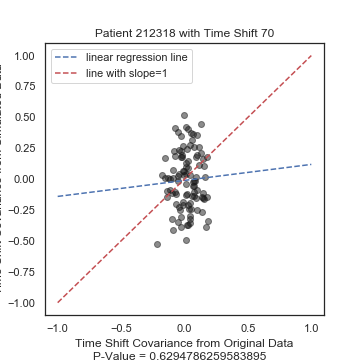 Patient 212318 with Time Shift 70
linear regression line
line with slope=1
1.00
0.75
0.50
0.25
0.00
−0.25
−0.50
−0.75
−1.00
−1.0
−0.5
0.0
0.5
1.0
Time Shift Covariance from Original Data
P-Value = 0.6294786259583895